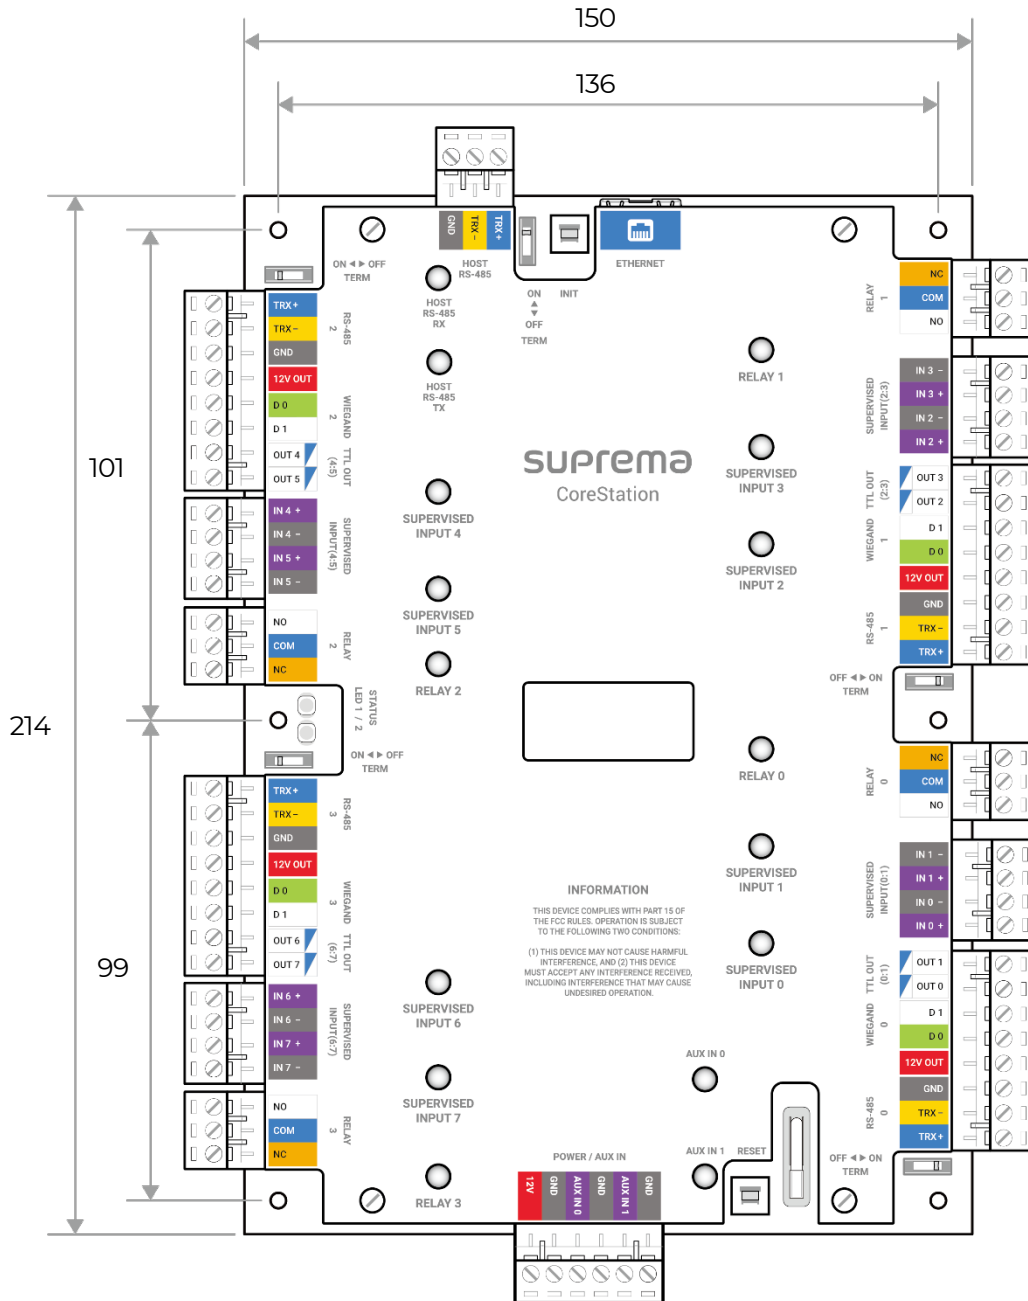 150
136
GND
TRX −
TRX +
HOST
RS-485
ETHERNET
ON ◄ ► OFF
TERM
ON
▲
▼
OFF
TERM
INIT
HOST
RS-485
RX
HOST
RS-485
TX
TRX +
TRX −
GND
RS-485
2
12V OUT
D 0
D 1
WIEGAND
2
OUT 4
OUT 5
TTL OUT
(4:5)
IN 4 +
IN 4 −
IN 5 +
IN 5 −
SUPERVISED
INPUT(4:5)
NO
COM
NC
RELAY
2
STATUS
LED 1 / 2
ON ◄ ► OFF
TERM
101
214
99
SUPERVISED
INPUT 4
SUPERVISED
INPUT 5
RELAY 2
suprema
CoreStation
RELAY 1
SUPERVISED
INPUT 3
SUPERVISED
INPUT 2
RELAY
1
NC
COM
NO
SUPERVISED
INPUT(2:3)
IN 3 −
IN 3 +
IN 2 −
IN 2 +
TTL OUT
(2:3)
OUT 3
OUT 2
WIEGAND
1
D 1
D 0
12V OUT
RS-485
1
GND
TRX −
TRX +
OFF ◄ ► ON
TERM
TRX +
TRX −
GND
RS-485
3
12V OUT
D 0
D 1
WIEGAND
3
OUT 6
OUT 7
TTL OUT
(6:7)
IN 6 +
IN 6 −
IN 7 +
IN 7 −
SUPERVISED
INPUT(6:7)
NO
COM
NC
RELAY
3
SUPERVISED
INPUT 6
SUPERVISED
INPUT 7
RELAY 3
INFORMATION
THIS DEVICE COMPLIES WITH PART 15 OF
THE FCC RULES. OPERATION IS SUBJECT
TO THE FOLLOWING TWO CONDITIONS:
(1) THIS DEVICE MAY NOT CAUSE HARMFUL
INTERFERENCE, AND (2) THIS DEVICE
MUST ACCEPT ANY INTERFERENCE RECEIVED,
INCLUDING INTERFERENCE THAT MAY CAUSE
UNDESIRED OPERATION.
RELAY 0
SUPERVISED
INPUT 1
SUPERVISED
INPUT 0
AUX IN 0
AUX IN 1
RESET
RELAY
0
NC
COM
NO
SUPERVISED
INPUT(0:1)
IN 1 −
IN 1 +
IN 0 −
IN 0 +
TTL OUT
(0:1)
OUT 1
OUT 0
WIEGAND
0
D 1
D 0
12V OUT
RS-485
0
GND
TRX −
TRX +
OFF ◄ ► ON
TERM
POWER / AUX IN
12V
GND
AUX IN 0
GND
AUX IN 1
GND